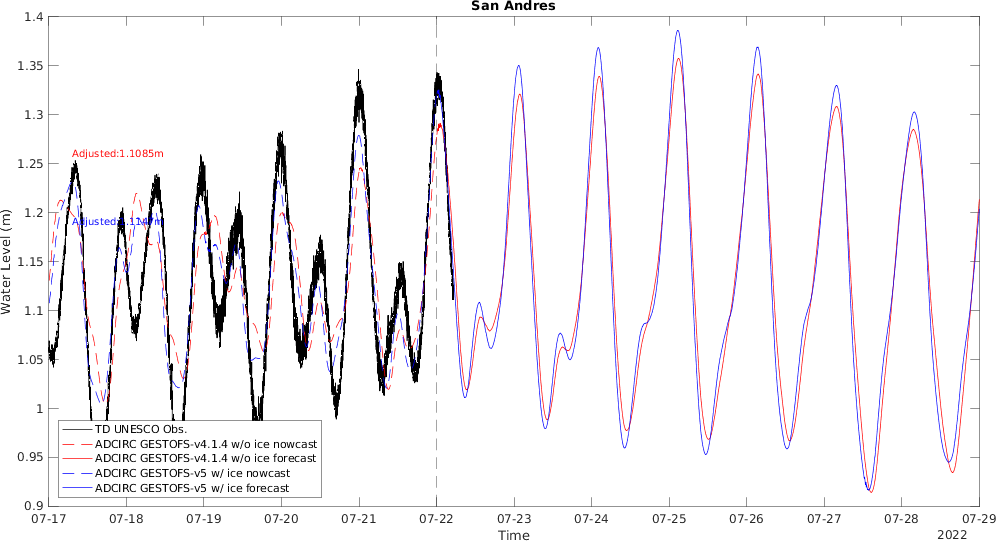 San Andres
1.4
1.35
1.3
1.25
1.2
1.15
1.1
1.05
1
0.95
0.9
Water Level (m)
Adjusted:1.1085m
TD UNESCO Obs.
ADCIRC GESTOFS-v4.1.4 w/o ice nowcast
ADCIRC GESTOFS-v4.1.4 w/o ice forecast
ADCIRC GESTOFS-v5 w/ ice nowcast
ADCIRC GESTOFS-v5 w/ ice forecast
07-17 07-18 07-19 07-20 07-21 07-22 07-23 07-24 07-25 07-26 07-27 07-28 07-29
Time
2022